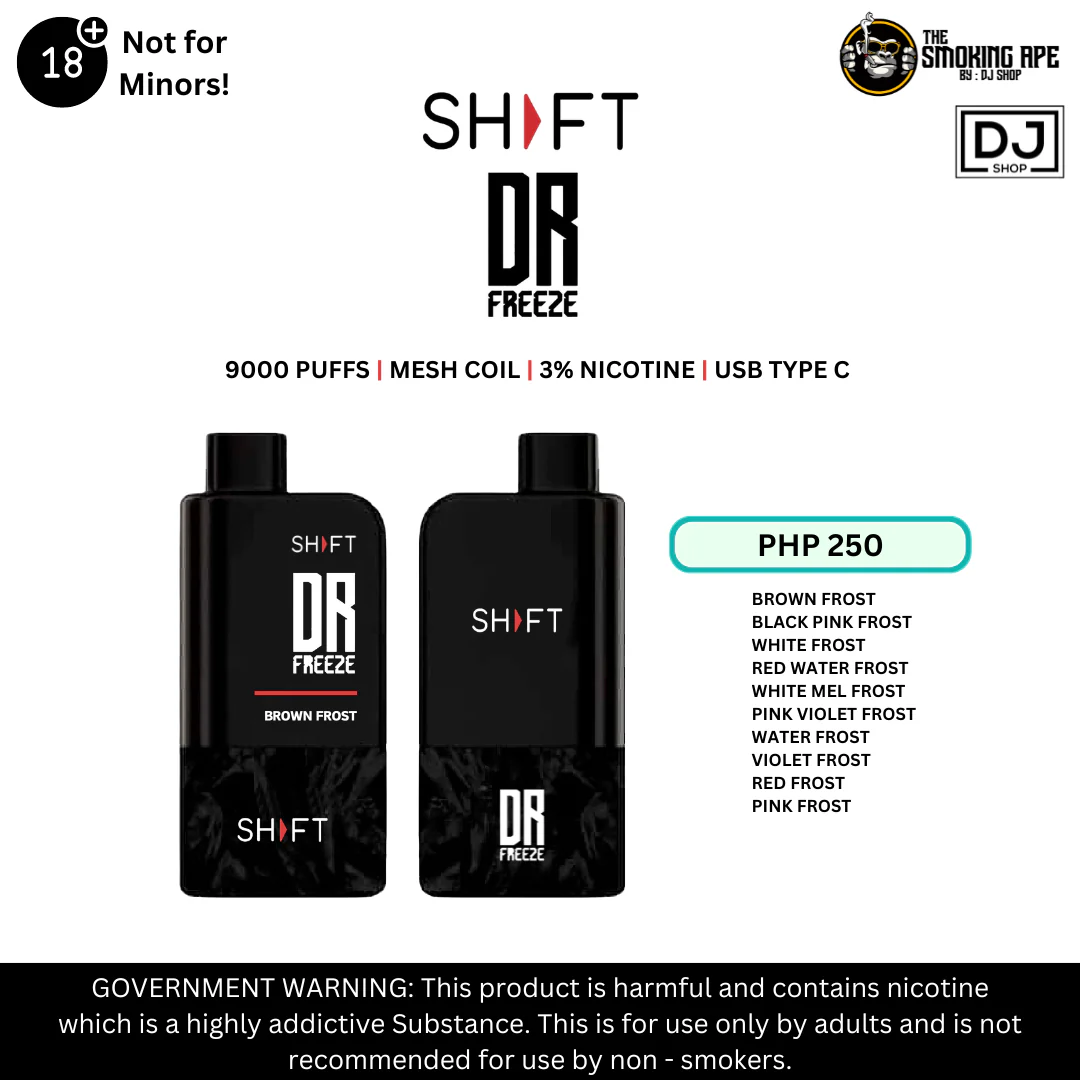 18+
Not for
Minors!
THE
SMOKING APE
BY : DJ SHOP
DJ
SHOP
SHIFT
DR
FREEZE
9000 PUFFS | MESH COIL | 3% NICOTINE | USB TYPE C
SHIFT
DR
FREEZE
BROWN FROST
SHIFT
SHIFT
DR
FREEZE
PHP 250
BROWN FROST
BLACK PINK FROST
WHITE FROST
RED WATER FROST
WHITE MEL FROST
PINK VIOLET FROST
WATER FROST
VIOLET FROST
RED FROST
PINK FROST
GOVERNMENT WARNING: This product is harmful and contains nicotine
which is a highly addictive Substance. This is for use only by adults and is not
recommended for use by non - smokers.